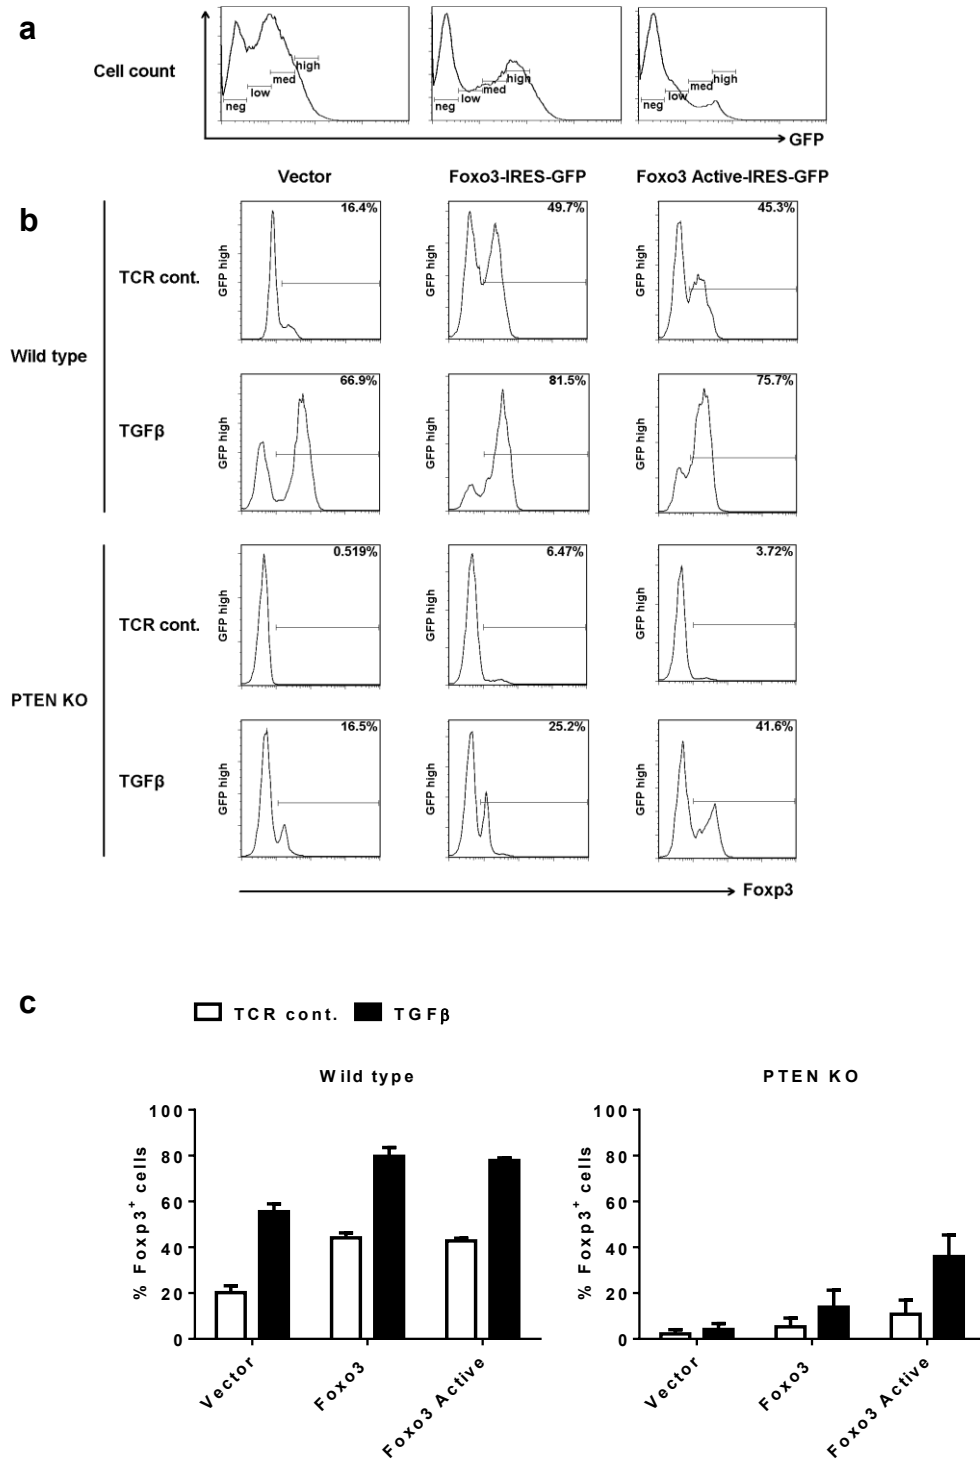 a
Cell count
neg low med high
neg low med high
neg low med high
GFP
Vector Foxo3-IRES-GFP Foxo3 Active-IRES-GFP
b
Wild type
TCR cont.
GFP high 16.4%
GFP high 49.7%
GFP high 45.3%
TGFβ
GFP high 66.9%
GFP high 81.5%
GFP high 75.7%
PTEN KO
TCR cont.
GFP high 0.519%
GFP high 6.47%
GFP high 3.72%
TGFβ
GFP high 16.5%
GFP high 25.2%
GFP high 41.6%
Foxp3
c
TCR cont. TGFβ
Wild type
% Foxp3+ cells
100
80
60
40
20
0
Vector Foxo3 Foxo3 Active
PTEN KO
% Foxp3+ cells
100
80
60
40
20
0
Vector Foxo3 Foxo3 Active